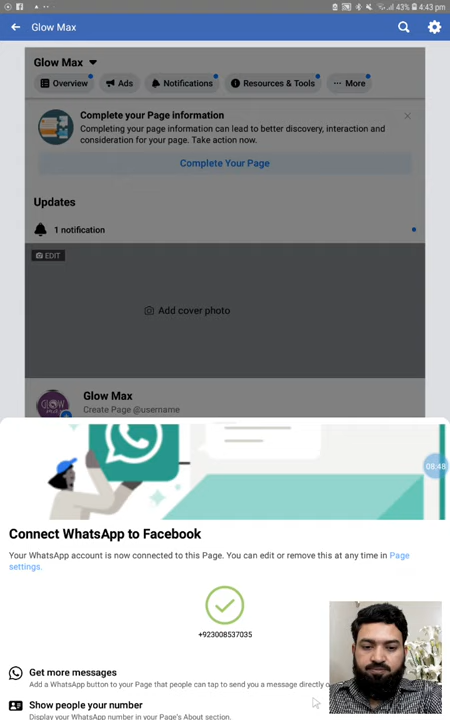 43% 4:43 pm
Glow Max
Glow Max
Overview
Ads
Notifications
Resources & Tools
More
Complete your Page information
Completing your page information can lead to better discovery, interaction and
consideration for your page. Take action now.
Complete Your Page
Updates
1 notification
EDIT
Add cover photo
GLOW
Glow Max
Create Page @username
08:48
Connect WhatsApp to Facebook
Your WhatsApp account is now connected to this Page. You can edit or remove this at any time in Page
settings.
+923008537035
Get more messages
Add a WhatsApp button to your Page that people can tap to send you a message directly
Show people your number
Display your WhatsApp number in your Page's About section.